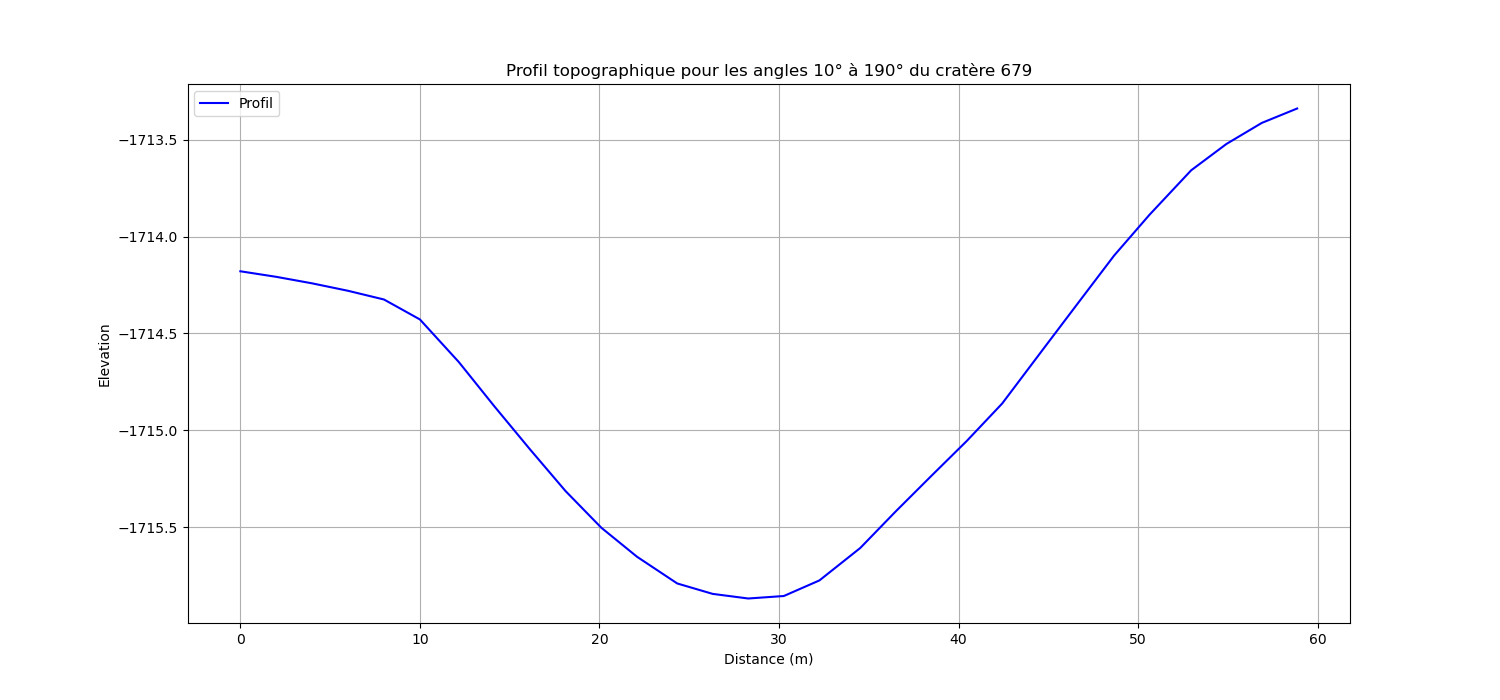 Profil topographique pour les angles 10° à 190° du cratère 679
Profil
−1713.5
−1714.0
−1714.5
−1715.0
−1715.5
Elevation
0 10 20 30 40 50 60
Distance (m)